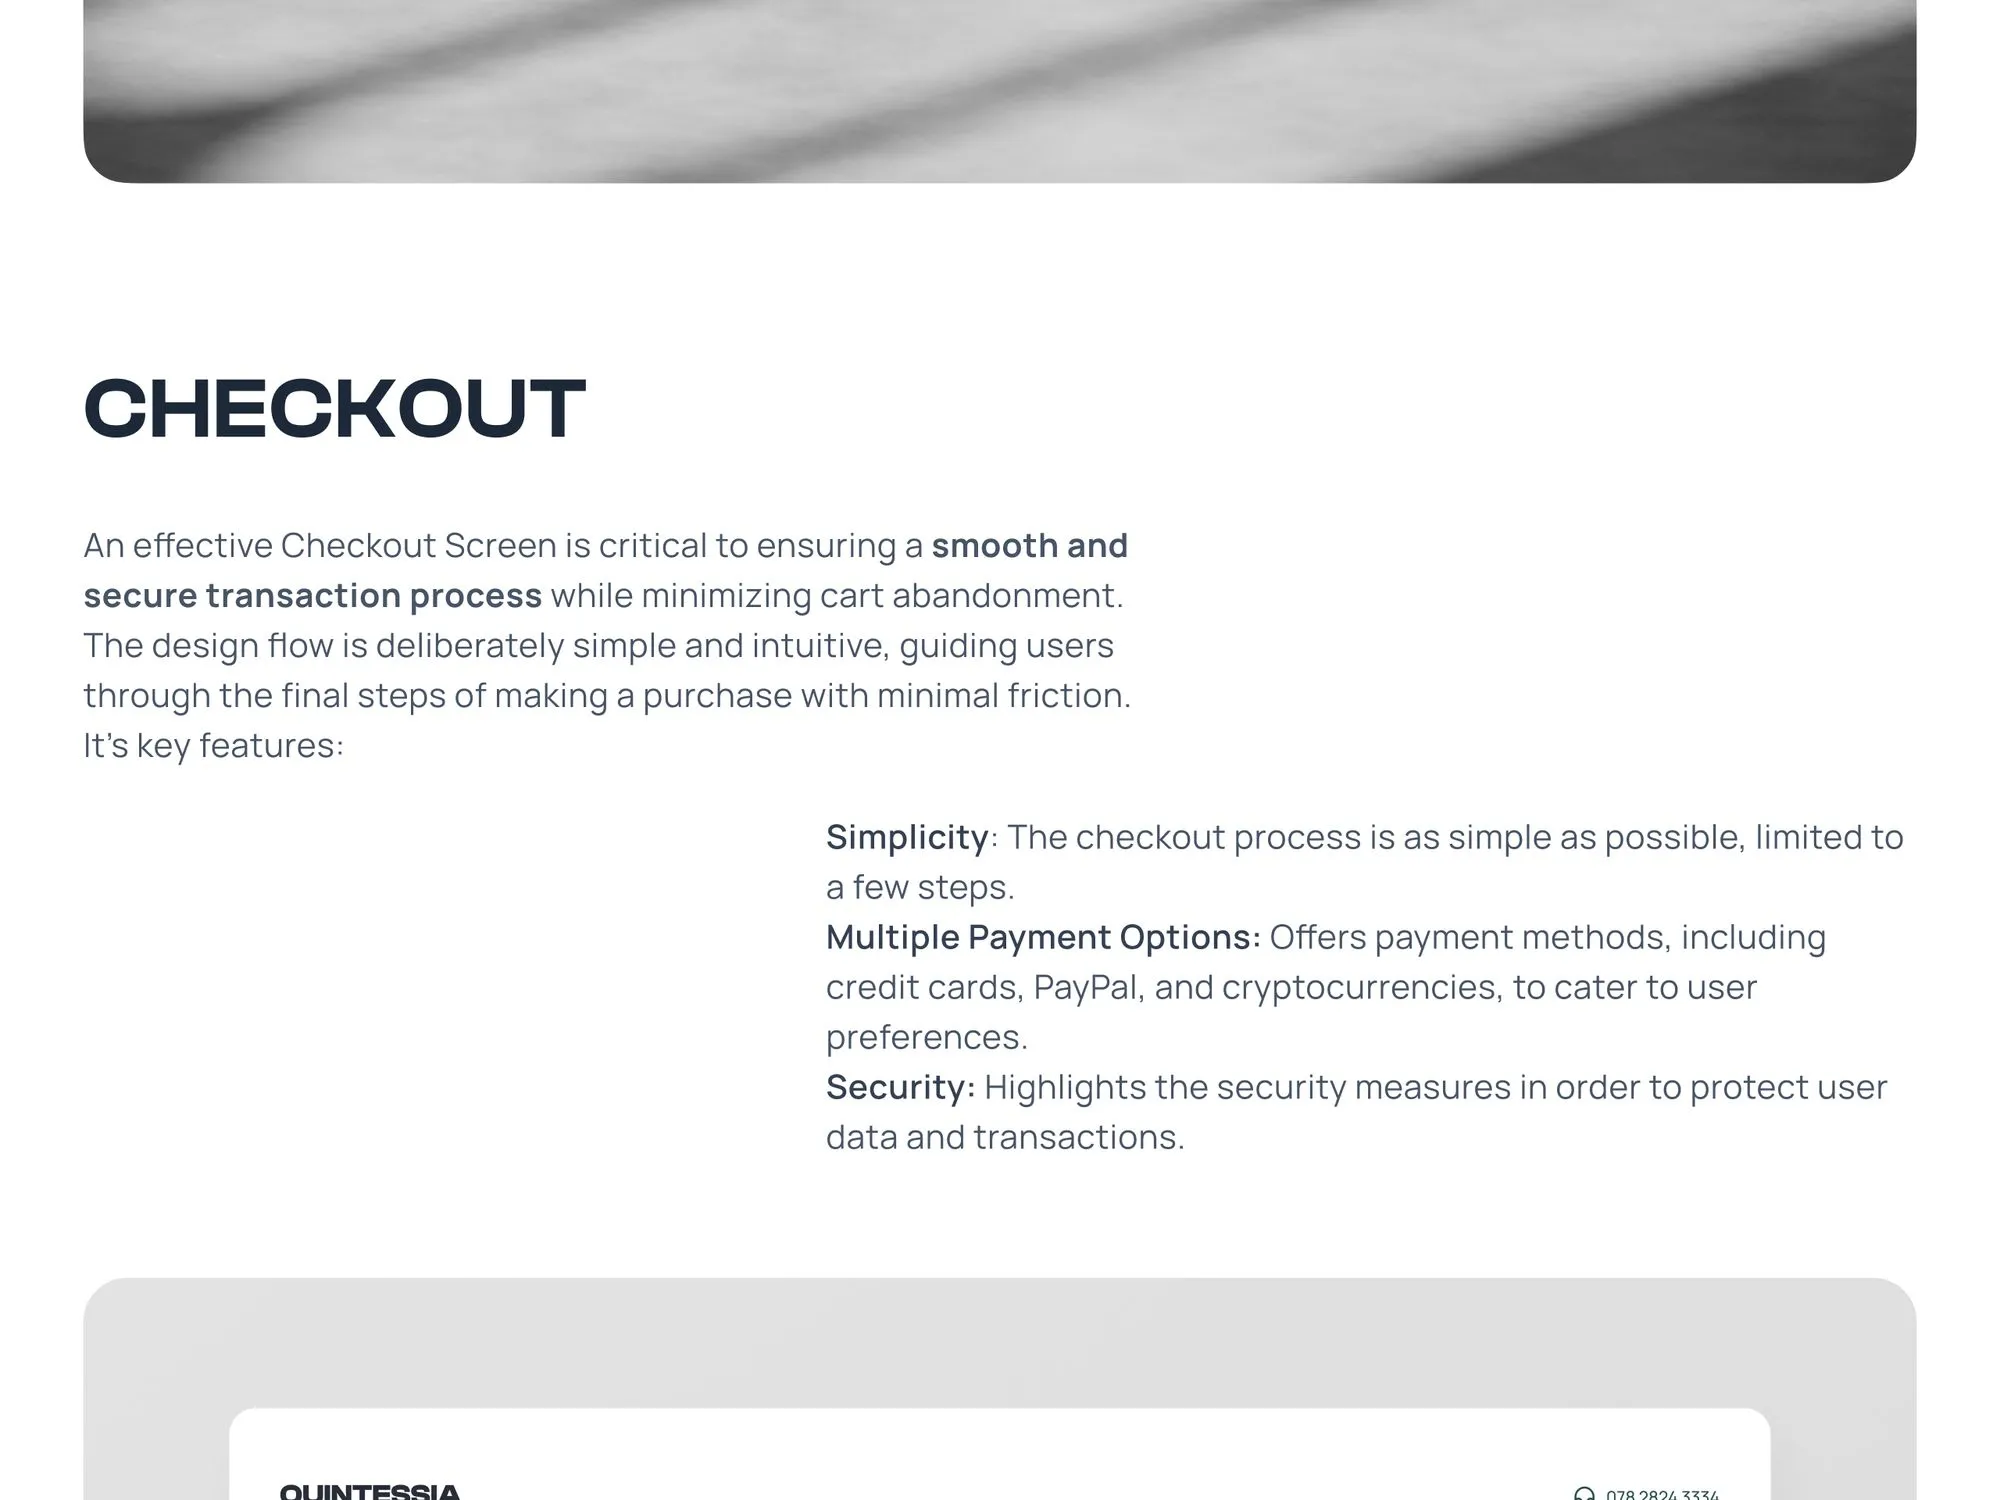 CHECKOUT
An effective Checkout Screen is critical to ensuring a smooth and
secure transaction process while minimizing cart abandonment.
The design flow is deliberately simple and intuitive, guiding users
through the final steps of making a purchase with minimal friction.
It’s key features:
Simplicity: The checkout process is as simple as possible, limited to
a few steps.
Multiple Payment Options: Offers payment methods, including
credit cards, PayPal, and cryptocurrencies, to cater to user
preferences.
Security: Highlights the security measures in order to protect user
data and transactions.
QUINTESSIA
078 2824 3334